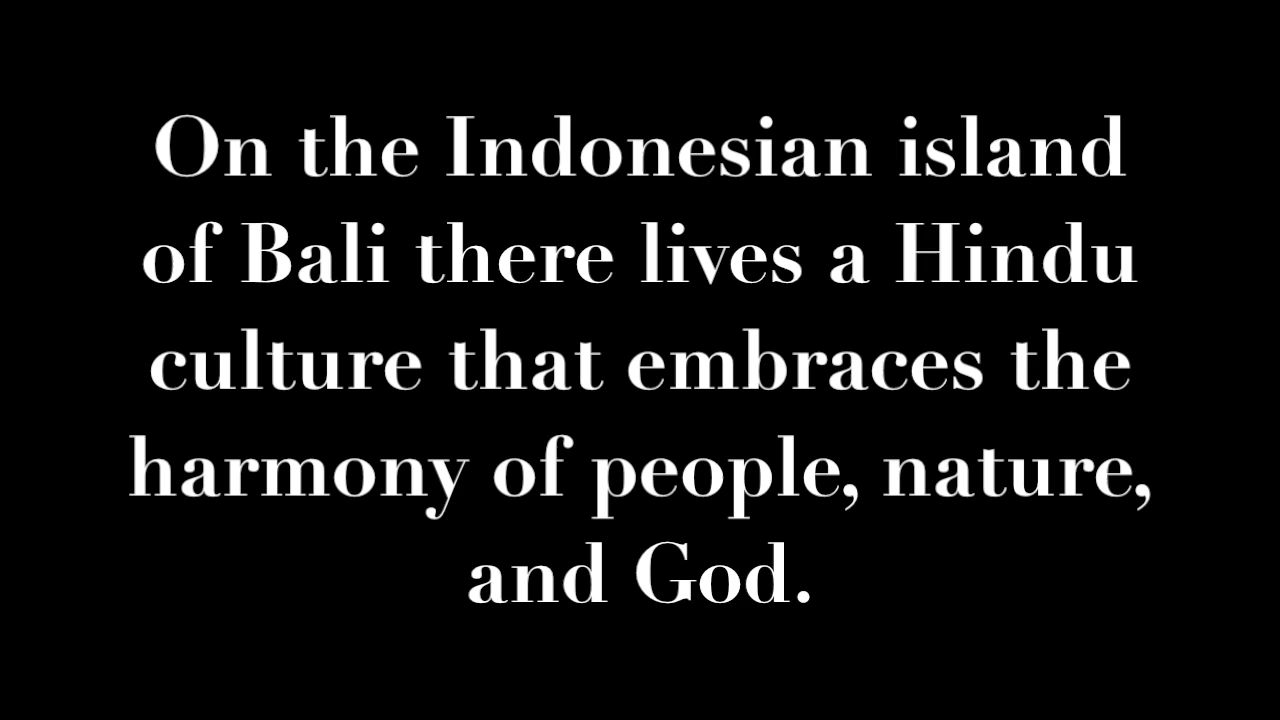 On the Indonesian island
of Bali there lives a Hindu
culture that embraces the
harmony of people, nature,
and God.